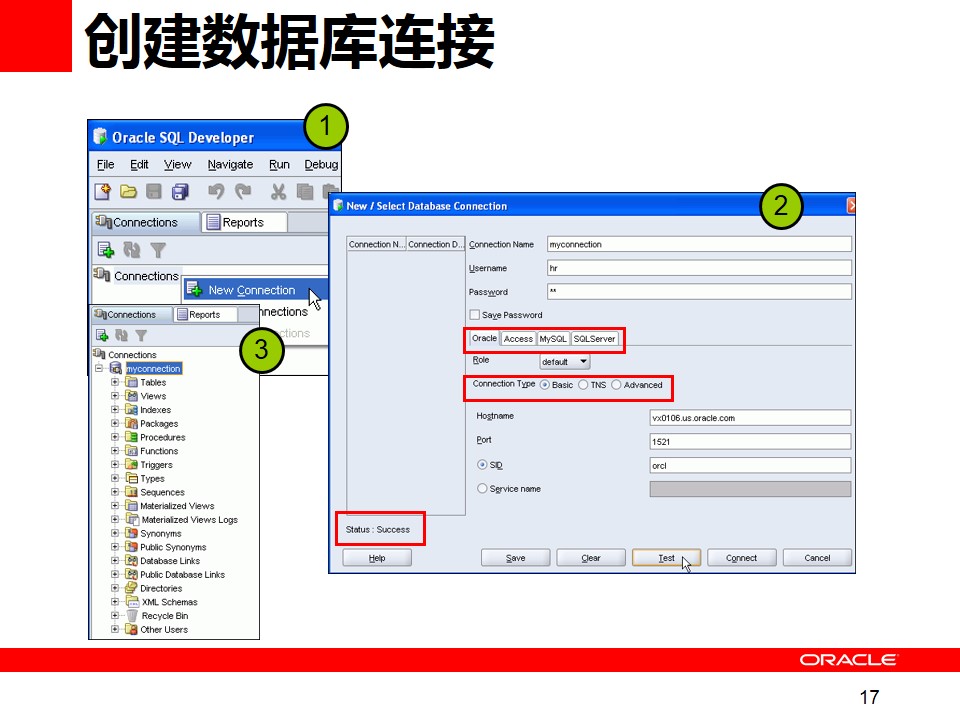 创建数据库连接
1
Oracle SQL Developer
File Edit View Navigate Run Debug
Connections Reports
Connections
New Connection
nnections
ctions
2
New / Select Database Connection
Connection N... Connection D...
Connection Name myconnection
Username hr
Password **
Save Password
Oracle Access MySQL SQLServer
Role default
Connection Type Basic TNS Advanced
Hostname vx0106.us.oracle.com
Port 1521
SID orcl
Service name
Status : Success
Help Save Clear Test Connect Cancel
3
Connections Reports
Connections
myconnection
Tables
Views
Indexes
Packages
Procedures
Functions
Triggers
Types
Sequences
Materialized Views
Materialized Views Logs
Synonyms
Public Synonyms
Database Links
Public Database Links
Directories
XML Schemas
Recycle Bin
Other Users
ORACLE
17